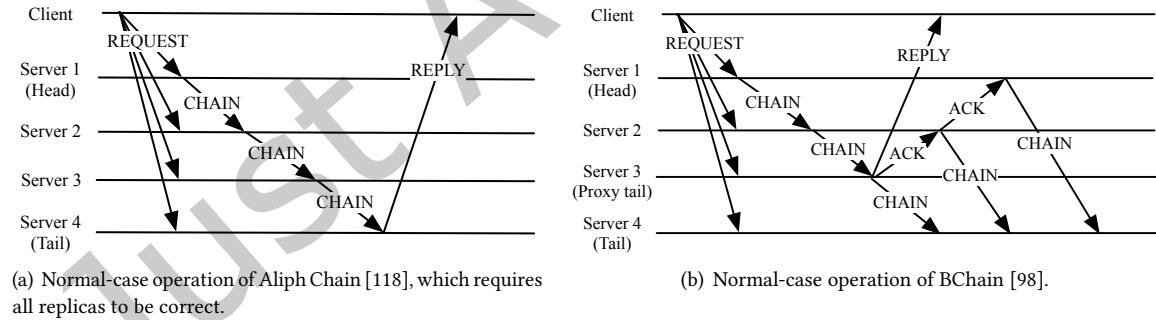 Client
REQUEST
Server 1
(Head)
REPLY
CHAIN
Server 2
CHAIN
Server 3
CHAIN
Server 4
(Tail)
(a) Normal-case operation of Aliph Chain [118], which requires
all replicas to be correct.
Client
REQUEST
REPLY
Server 1
(Head)
CHAIN
ACK
Server 2
CHAIN
ACK
CHAIN
Server 3
(Proxy tail)
CHAIN
CHAIN
Server 4
(Tail)
(b) Normal-case operation of BChain [98].
Just A